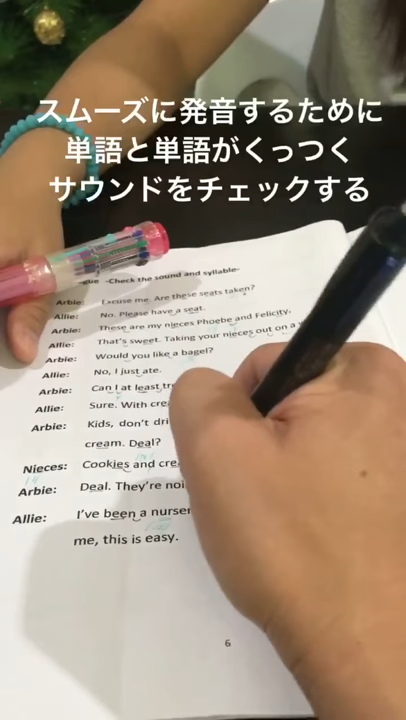 スムーズに発音するために
単語と単語がくっつく
サウンドをチェックする
-Check the sound and syllable-
Arbie: Excuse me. Are these seats taken?
Allie: No. Please have a seat.
Arbie: These are my nieces Phoebe and Felicity.
Allie: That's sweet. Taking your nieces out on a
Arbie: Would you like a bagel?
Allie: No, I just ate.
Arbie: Can I at least
Allie: Sure. With
Arbie: Kids, don't
cream. Deal?
Nieces: Cookies and
Arbie: Deal. They're
Allie: I've been a
me, this is easy.
6